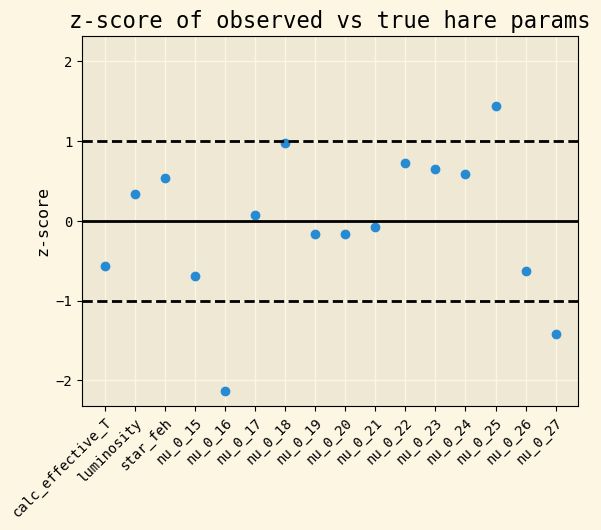 z-score of observed vs true hare params
z-score
2
1
0
−1
−2
calc_effective_T
luminosity
star_feh
nu_0_15
nu_0_16
nu_0_17
nu_0_18
nu_0_19
nu_0_20
nu_0_21
nu_0_22
nu_0_23
nu_0_24
nu_0_25
nu_0_26
nu_0_27